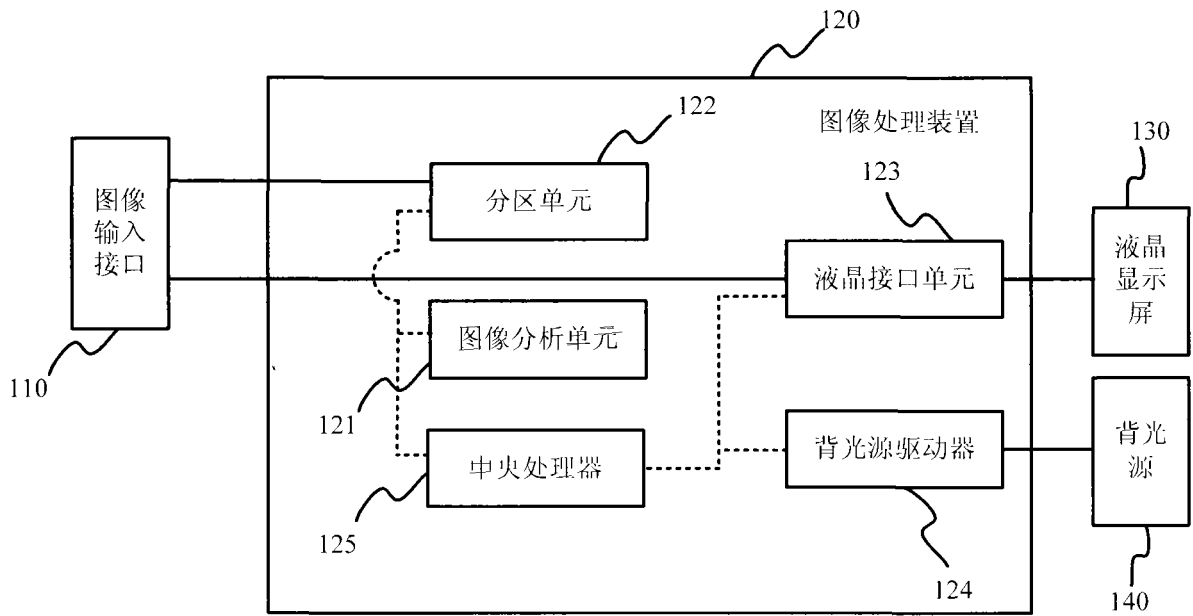 120
122
图像处理装置
130
123
图像
输入
接口
分区单元
液晶
显示
屏
液晶接口单元
图像分析单元
110
121
背光
源
背光源驱动器
中央处理器
125
124
140